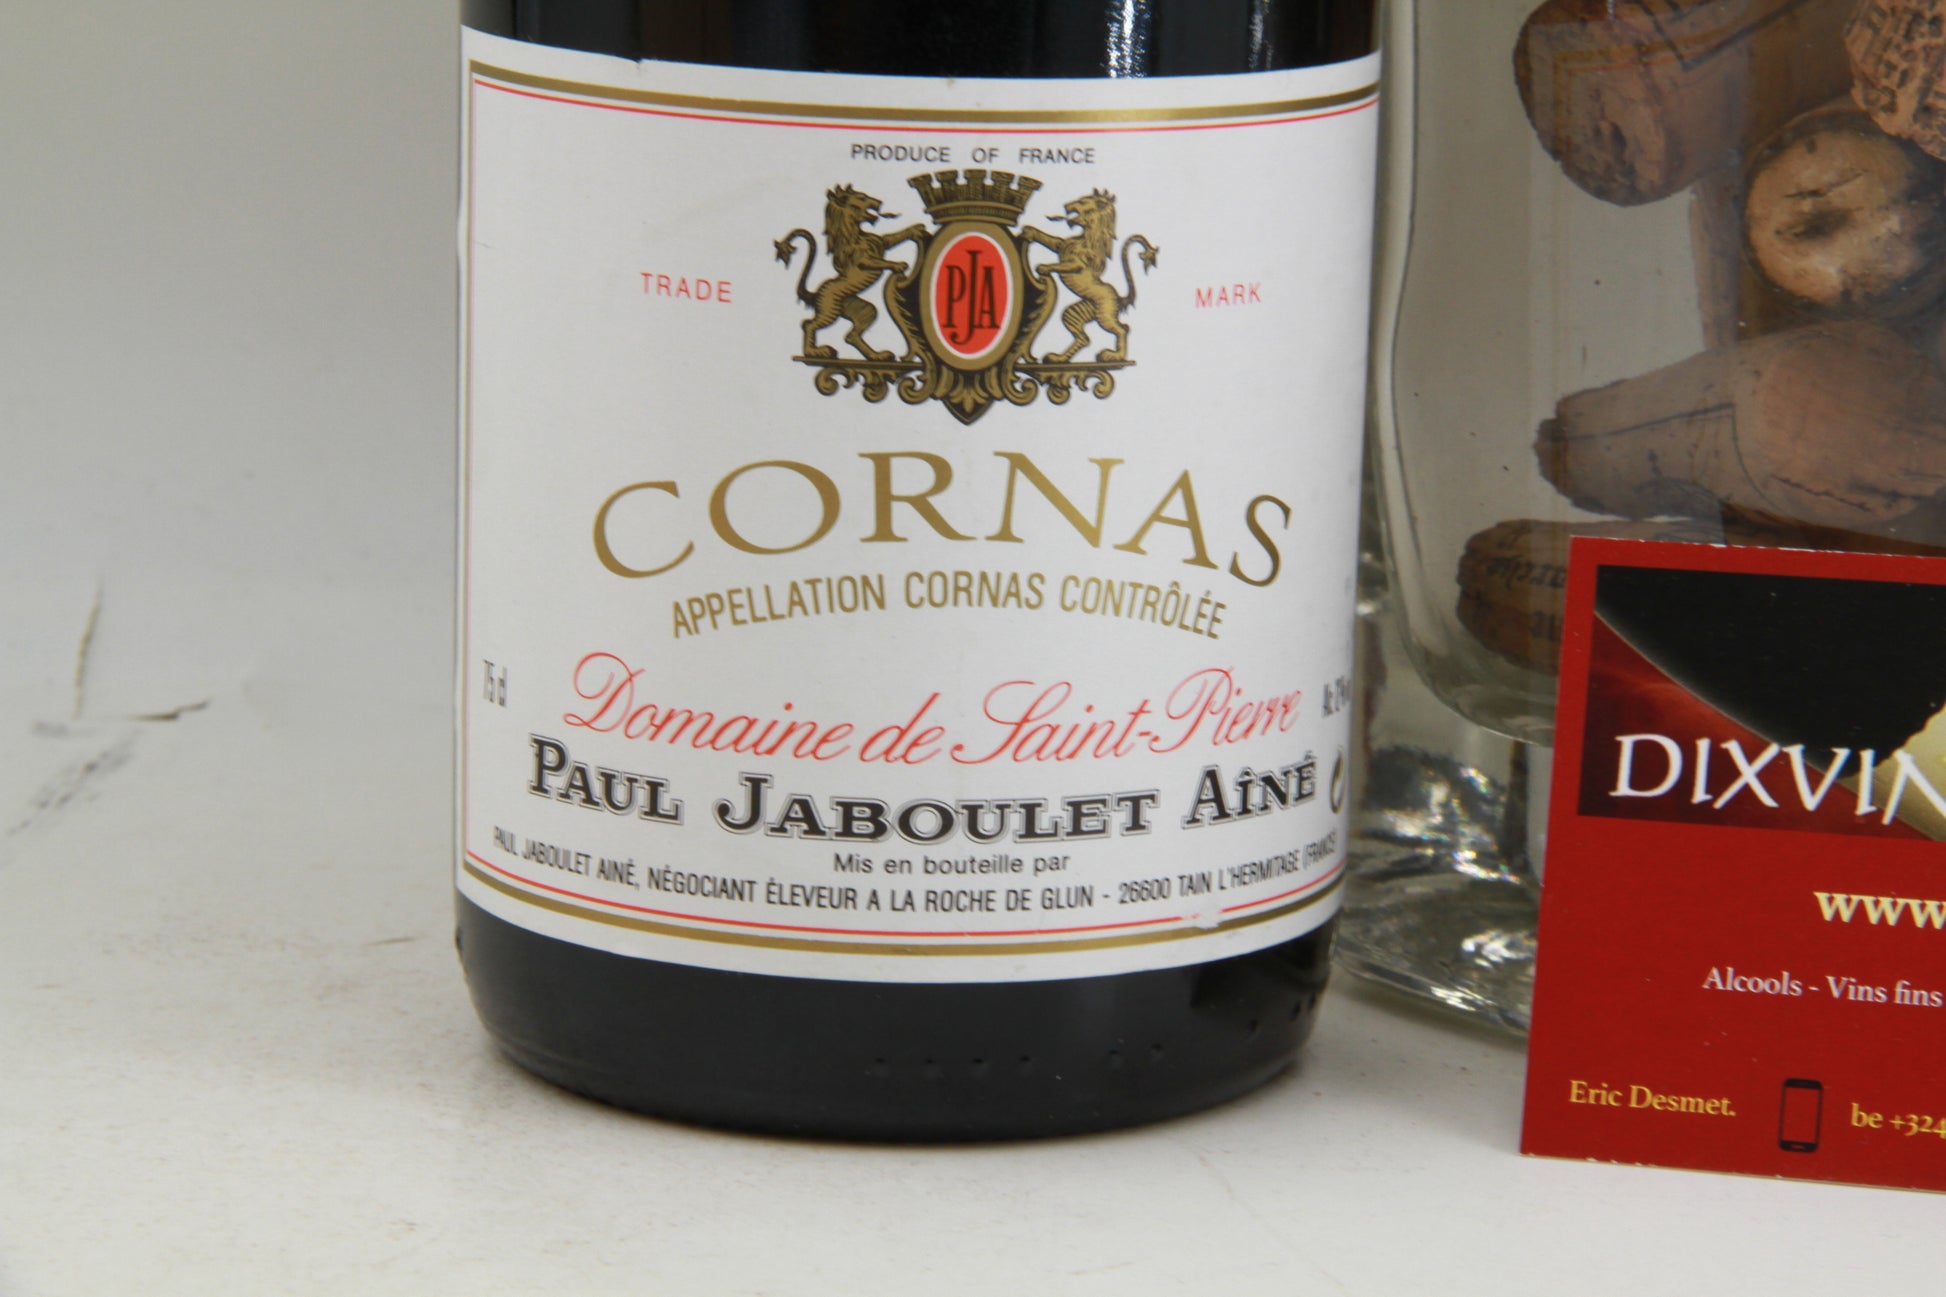 PRODUCE OF FRANCE
TRADE MARK
PJA
CORNAS
APPELLATION CORNAS CONTRÔLÉE
75 cl
Domaine de Saint-Pierre
PAUL JABOULET AÎNÉ
Mis en bouteille par
PAUL JABOULET AINÉ, NÉGOCIANT ÉLEVEUR A LA ROCHE DE GLUN - 26600 TAIN L'HERMITAGE (FRANCE)
DIXVIN
www
Alcools - Vins fins
Eric Desmet.
be +324